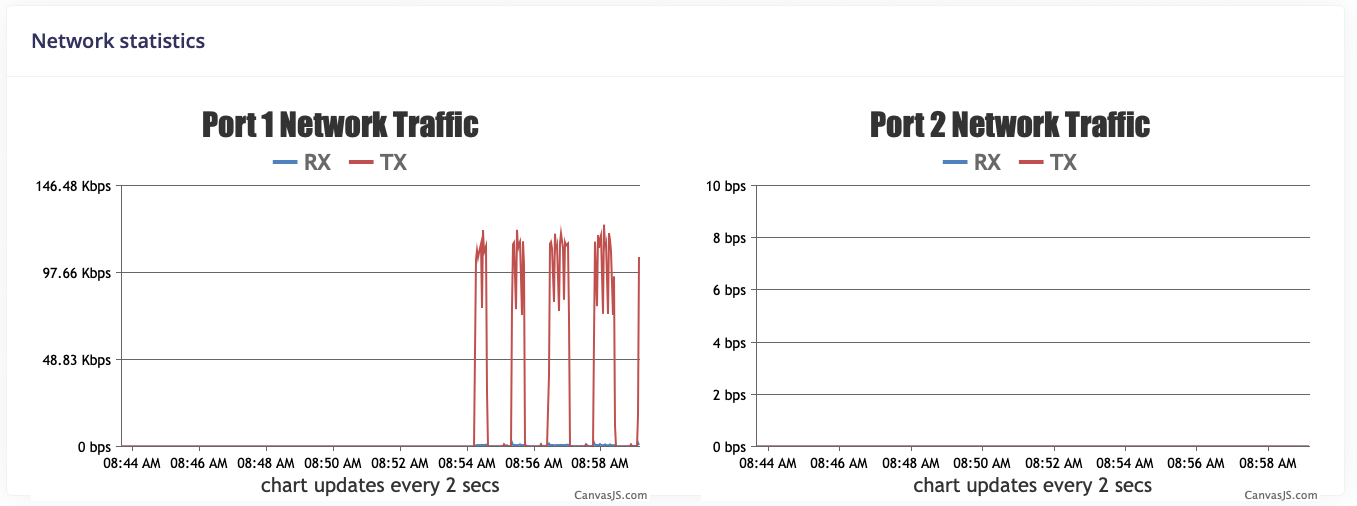 Network statistics
Port 1 Network Traffic
RX TX
146.48 Kbps
97.66 Kbps
48.83 Kbps
0 bps
08:44 AM 08:46 AM 08:48 AM 08:50 AM 08:52 AM 08:54 AM 08:56 AM 08:58 AM
chart updates every 2 secs
CanvasJS.com
Port 2 Network Traffic
RX TX
10 bps
8 bps
6 bps
4 bps
2 bps
0 bps
08:44 AM 08:46 AM 08:48 AM 08:50 AM 08:52 AM 08:54 AM 08:56 AM 08:58 AM
chart updates every 2 secs
CanvasJS.com